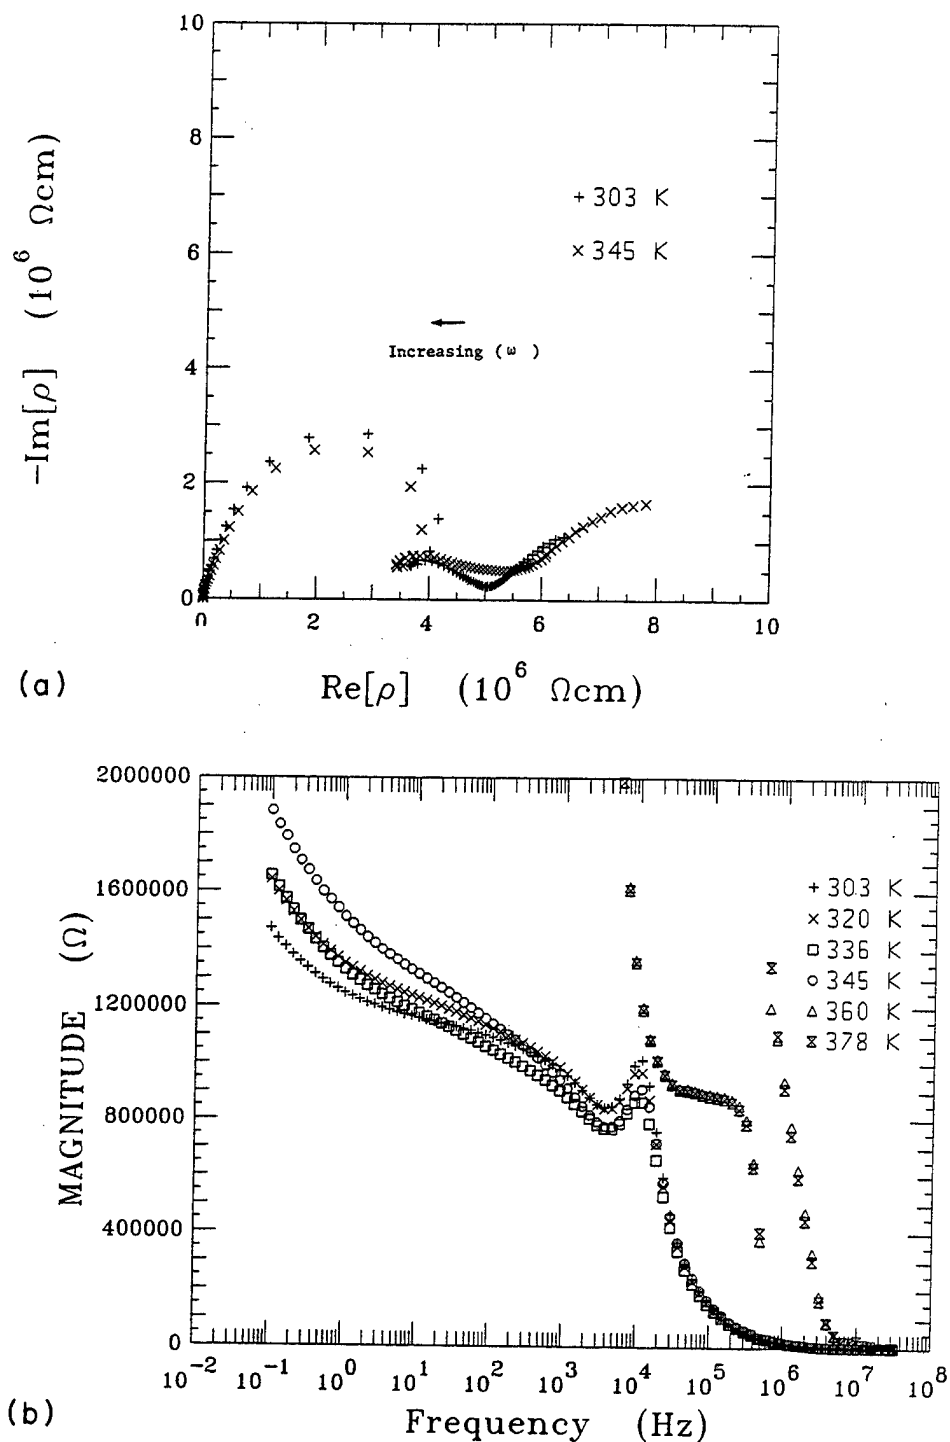 10
8
6
4
2
0
−Im[ρ] (10⁶ Ωcm)
+ 303 K
× 345 K
Increasing (ω)
0 2 4 6 8 10
(a)
Re[ρ] (10⁶ Ωcm)
2000000
1600000
1200000
800000
400000
0
MAGNITUDE (Ω)
+ 303 K
× 320 K
□ 336 K
○ 345 K
△ 360 K
⧖ 378 K
10⁻² 10⁻¹ 10⁰ 10¹ 10² 10³ 10⁴ 10⁵ 10⁶ 10⁷ 10⁸
(b)
Frequency (Hz)